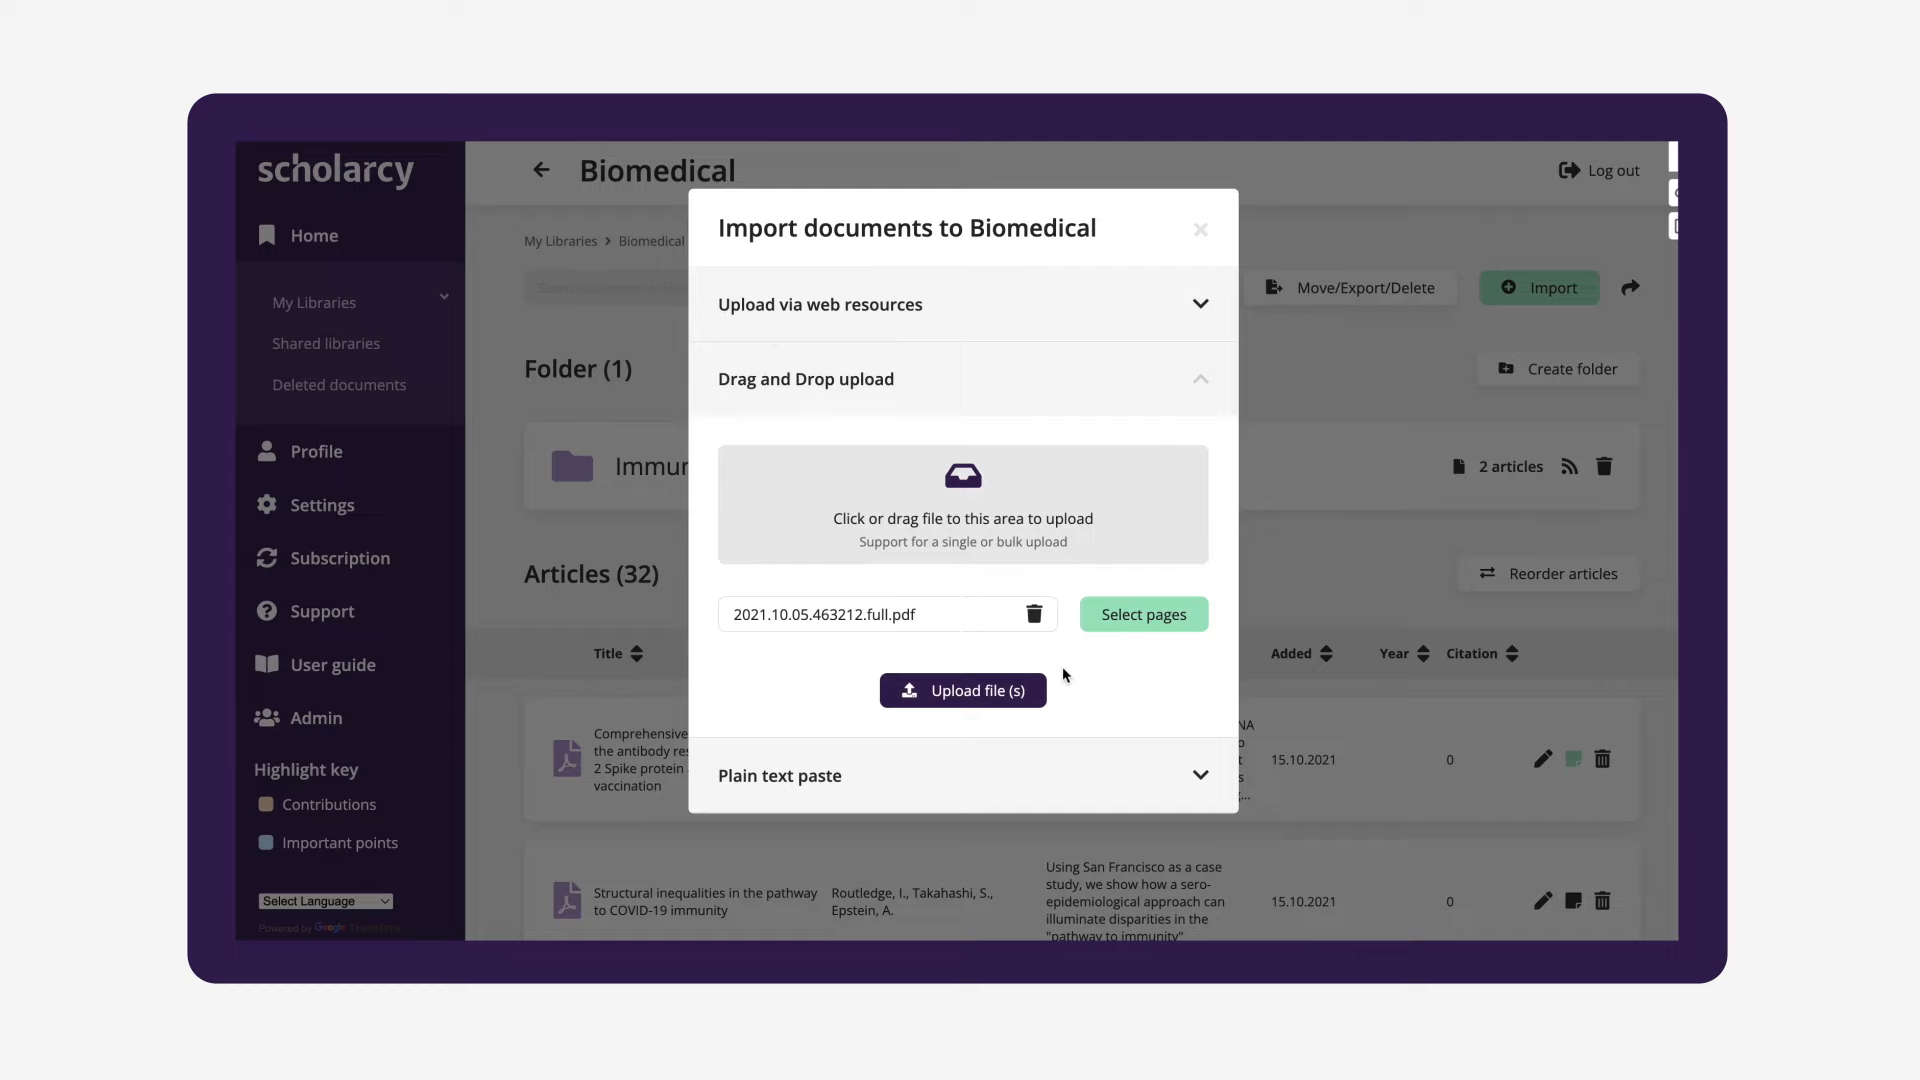 scholarcy
Home
My Libraries
Shared libraries
Deleted documents
Profile
Settings
Subscription
Support
User guide
Admin
Highlight key
Contributions
Important points
Select Language
Powered by Google Translate
Biomedical
Log out
My Libraries > Biomedical
Move/Export/Delete
Import
Folder (1)
Create folder
Immun
2 articles
Articles (32)
Reorder articles
Title
Added
Year
Citation
Comprehensive
the antibody res
2 Spike protein
vaccination
NA
15.10.2021
0
Structural inequalities in the pathway
to COVID-19 immunity
Routledge, I., Takahashi, S.,
Epstein, A.
Using San Francisco as a case
study, we show how a sero-
epidemiological approach can
illuminate disparities in the
"pathway to immunity"
15.10.2021
0
Import documents to Biomedical
Upload via web resources
Drag and Drop upload
Click or drag file to this area to upload
Support for a single or bulk upload
2021.10.05.463212.full.pdf
Select pages
Upload file (s)
Plain text paste